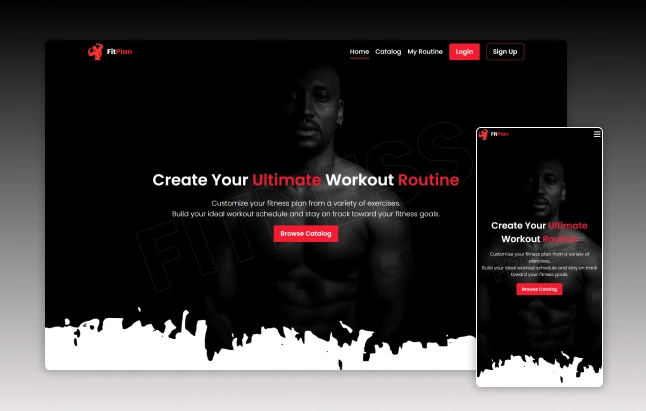 FitPlan
Home Catalog My Routine Login Sign Up
FITNESS
Create Your Ultimate Workout Routine
Customize your fitness plan from a variety of exercises.
Build your ideal workout schedule and stay on track toward your fitness goals.
Browse Catalog
FitPlan
Create Your Ultimate
Workout Routine
Customize your fitness plan from a variety of
exercises.
Build your ideal workout schedule and stay on track
toward your fitness goals.
Browse Catalog